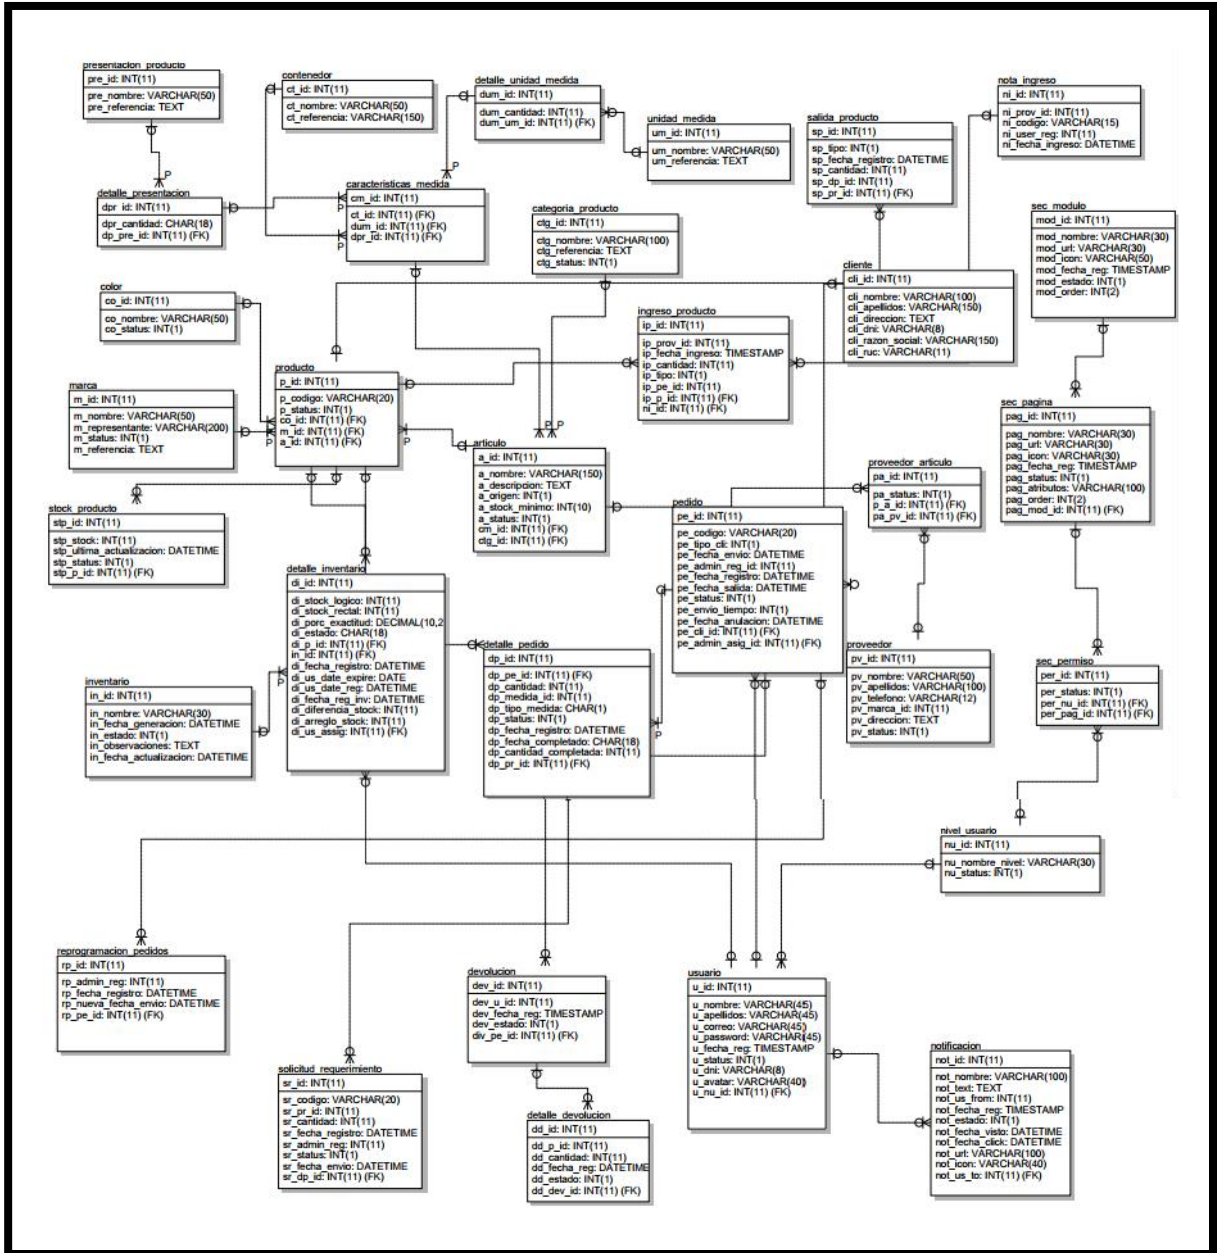 presentacion_producto
pre_id: INT(11)
pre_nombre: VARCHAR(50)
pre_referencia: TEXT
contenedor
ct_id: INT(11)
ct_nombre: VARCHAR(50)
ct_referencia: VARCHAR(150)
detalle_unidad_medida
dum_id: INT(11)
dum_cantidad: INT(11)
dum_um_id: INT(11) (FK)
unidad_medida
um_id: INT(11)
um_nombre: VARCHAR(50)
um_referencia: TEXT
salida_producto
sp_id: INT(11)
sp_tipo: INT(1)
sp_fecha_registro: DATETIME
sp_cantidad: INT(11)
sp_dp_id: INT(11)
sp_pr_id: INT(11) (FK)
nota_ingreso
ni_id: INT(11)
ni_prov_id: INT(11)
ni_codigo: VARCHAR(15)
ni_user_reg: INT(11)
ni_fecha_ingreso: DATETIME
P
P
detalle_presentacion
dpr_id: INT(11)
dpr_cantidad: CHAR(18)
dp_pre_id: INT(11) (FK)
caracteristicas_medida
cm_id: INT(11)
ct_id: INT(11) (FK)
dum_id: INT(11) (FK)
dpr_id: INT(11) (FK)
P
P
categoria_producto
ctg_id: INT(11)
ctg_nombre: VARCHAR(100)
ctg_referencia: TEXT
ctg_status: INT(1)
sec_modulo
mod_id: INT(11)
mod_nombre: VARCHAR(30)
mod_url: VARCHAR(30)
mod_icon: VARCHAR(50)
mod_fecha_reg: TIMESTAMP
mod_estado: INT(1)
mod_order: INT(2)
cliente
cli_id: INT(11)
cli_nombre: VARCHAR(100)
cli_apellidos: VARCHAR(150)
cli_direccion: TEXT
cli_dni: VARCHAR(8)
cli_razon_social: VARCHAR(150)
cli_ruc: VARCHAR(11)
color
co_id: INT(11)
co_nombre: VARCHAR(50)
co_status: INT(1)
ingreso_producto
ip_id: INT(11)
ip_prov_id: INT(11)
ip_fecha_ingreso: TIMESTAMP
ip_cantidad: INT(11)
ip_tipo: INT(1)
ip_pe_id: INT(11)
ip_p_id: INT(11) (FK)
ni_id: INT(11) (FK)
marca
m_id: INT(11)
m_nombre: VARCHAR(50)
m_representante: VARCHAR(200)
m_status: INT(1)
m_referencia: TEXT
producto
p_id: INT(11)
p_codigo: VARCHAR(20)
p_status: INT(1)
co_id: INT(11) (FK)
m_id: INT(11) (FK)
a_id: INT(11) (FK)
P
P
P P
articulo
a_id: INT(11)
a_nombre: VARCHAR(150)
a_descripcion: TEXT
a_origen: INT(1)
a_stock_minimo: INT(10)
a_status: INT(1)
cm_id: INT(11) (FK)
ctg_id: INT(11) (FK)
sec_pagina
pag_id: INT(11)
pag_nombre: VARCHAR(30)
pag_url: VARCHAR(30)
pag_icon: VARCHAR(30)
pag_fecha_reg: TIMESTAMP
pag_status: INT(1)
pag_atributos: VARCHAR(100)
pag_order: INT(2)
pag_mod_id: INT(11) (FK)
proveedor_articulo
pa_id: INT(11)
pa_status: INT(1)
p_a_id: INT(11) (FK)
pa_pv_id: INT(11) (FK)
stock_producto
stp_id: INT(11)
stp_stock: INT(11)
stp_ultima_actualizacion: DATETIME
stp_status: INT(1)
stp_p_id: INT(11) (FK)
pedido
pe_id: INT(11)
pe_codigo: VARCHAR(20)
pe_tipo_cli: INT(1)
pe_fecha_envio: DATETIME
pe_admin_reg_id: INT(11)
pe_fecha_registro: DATETIME
pe_fecha_salida: DATETIME
pe_status: INT(1)
pe_envio_tiempo: INT(1)
pe_fecha_anulacion: DATETIME
pe_cli_id: INT(11) (FK)
pe_admin_asig_id: INT(11) (FK)
detalle_inventario
di_id: INT(11)
di_stock_logico: INT(11)
di_stock_rectal: INT(11)
di_porc_exactitud: DECIMAL(10,2
di_estado: CHAR(18)
di_p_id: INT(11) (FK)
in_id: INT(11) (FK)
di_fecha_registro: DATETIME
di_us_date_expire: DATE
di_us_date_reg: DATETIME
di_fecha_reg_inv: DATETIME
di_diferencia_stock: INT(11)
di_arreglo_stock: INT(11)
di_us_assig: INT(11) (FK)
P
detalle_pedido
dp_id: INT(11)
dp_pe_id: INT(11) (FK)
dp_cantidad: INT(11)
dp_medida_id: INT(11)
dp_tipo_medida: CHAR(1)
dp_status: INT(1)
dp_fecha_registro: DATETIME
dp_fecha_completado: CHAR(18)
dp_cantidad_completada: INT(11)
dp_pr_id: INT(11) (FK)
P
proveedor
pv_id: INT(11)
pv_nombre: VARCHAR(50)
pv_apellidos: VARCHAR(100)
pv_telefono: VARCHAR(12)
pv_marca_id: INT(11)
pv_direccion: TEXT
pv_status: INT(1)
sec_permiso
per_id: INT(11)
per_status: INT(1)
per_nu_id: INT(11) (FK)
per_pag_id: INT(11) (FK)
inventario
in_id: INT(11)
in_nombre: VARCHAR(30)
in_fecha_generacion: DATETIME
in_estado: INT(1)
in_observaciones: TEXT
in_fecha_actualizacion: DATETIME
nivel_usuario
nu_id: INT(11)
nu_nombre_nivel: VARCHAR(30)
nu_status: INT(1)
reprogramacion_pedidos
rp_id: INT(11)
rp_admin_reg: INT(11)
rp_fecha_registro: DATETIME
rp_nueva_fecha_envio: DATETIME
rp_pe_id: INT(11) (FK)
devolucion
dev_id: INT(11)
dev_u_id: INT(11)
dev_fecha_reg: TIMESTAMP
dev_estado: INT(1)
div_pe_id: INT(11) (FK)
usuario
u_id: INT(11)
u_nombre: VARCHAR(45)
u_apellidos: VARCHAR(45)
u_correo: VARCHAR(45)
u_password: VARCHAR(45)
u_fecha_reg: TIMESTAMP
u_status: INT(1)
u_dni: VARCHAR(8)
u_avatar: VARCHAR(40)
u_nu_id: INT(11) (FK)
notificacion
not_id: INT(11)
not_nombre: VARCHAR(100)
not_text: TEXT
not_us_from: INT(11)
not_fecha_reg: TIMESTAMP
not_estado: INT(1)
not_fecha_visto: DATETIME
not_fecha_click: DATETIME
not_url: VARCHAR(100)
not_icon: VARCHAR(40)
not_us_to: INT(11) (FK)
solicitud_requerimiento
sr_id: INT(11)
sr_codigo: VARCHAR(20)
sr_pr_id: INT(11)
sr_cantidad: INT(11)
sr_fecha_registro: DATETIME
sr_admin_reg: INT(11)
sr_status: INT(1)
sr_fecha_envio: DATETIME
sr_dp_id: INT(11) (FK)
detalle_devolucion
dd_id: INT(11)
dd_p_id: INT(11)
dd_cantidad: INT(11)
dd_fecha_reg: DATETIME
dd_estado: INT(1)
dd_dev_id: INT(11) (FK)